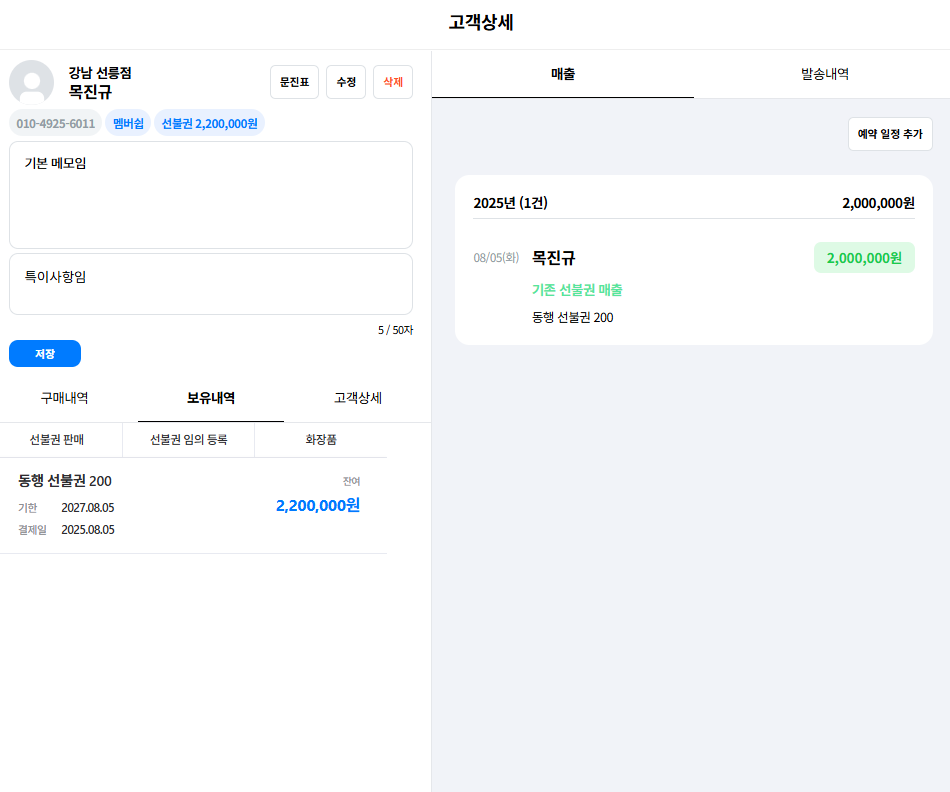 고객상세
강남 선릉점
목진규
문진표
수정
삭제
010-4925-6011
멤버쉽
선불권 2,200,000원
기본 메모임
특이사항임
5 / 50자
저장
구매내역
보유내역
고객상세
선불권 판매
선불권 임의 등록
화장품
동행 선불권 200
잔여
기한 2027.08.05
2,200,000원
결제일 2025.08.05
매출
발송내역
예약 일정 추가
2025년 (1건)
2,000,000원
08/05(화)
목진규
2,000,000원
기존 선불권 매출
동행 선불권 200